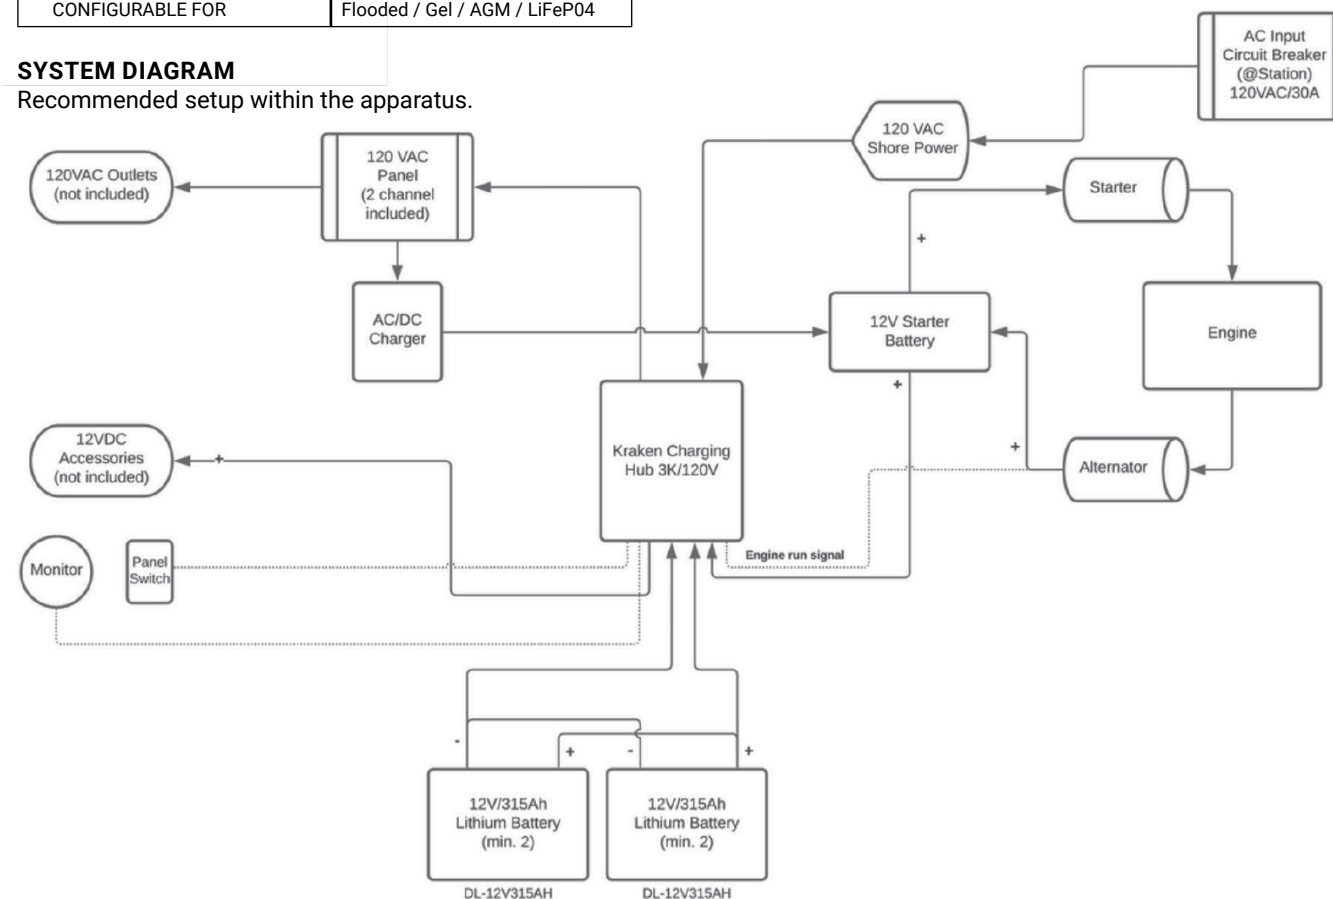 CONFIGURABLE FOR
Flooded / Gel / AGM / LiFeP04
SYSTEM DIAGRAM
Recommended setup within the apparatus.
AC Input
Circuit Breaker
(@Station)
120VAC/30A
120 VAC
Shore Power
120 VAC
Panel
(2 channel
included)
120VAC Outlets
(not included)
Starter
+
AC/DC
Charger
12V Starter
Battery
Engine
+
12VDC
Accessories
(not included)
+
Kraken Charging
Hub 3K/120V
+
Alternator
Monitor
Panel
Switch
Engine run signal
-
+
-
+
12V/315Ah
Lithium Battery
(min. 2)
12V/315Ah
Lithium Battery
(min. 2)
DL-12V315AH
DL-12V315AH